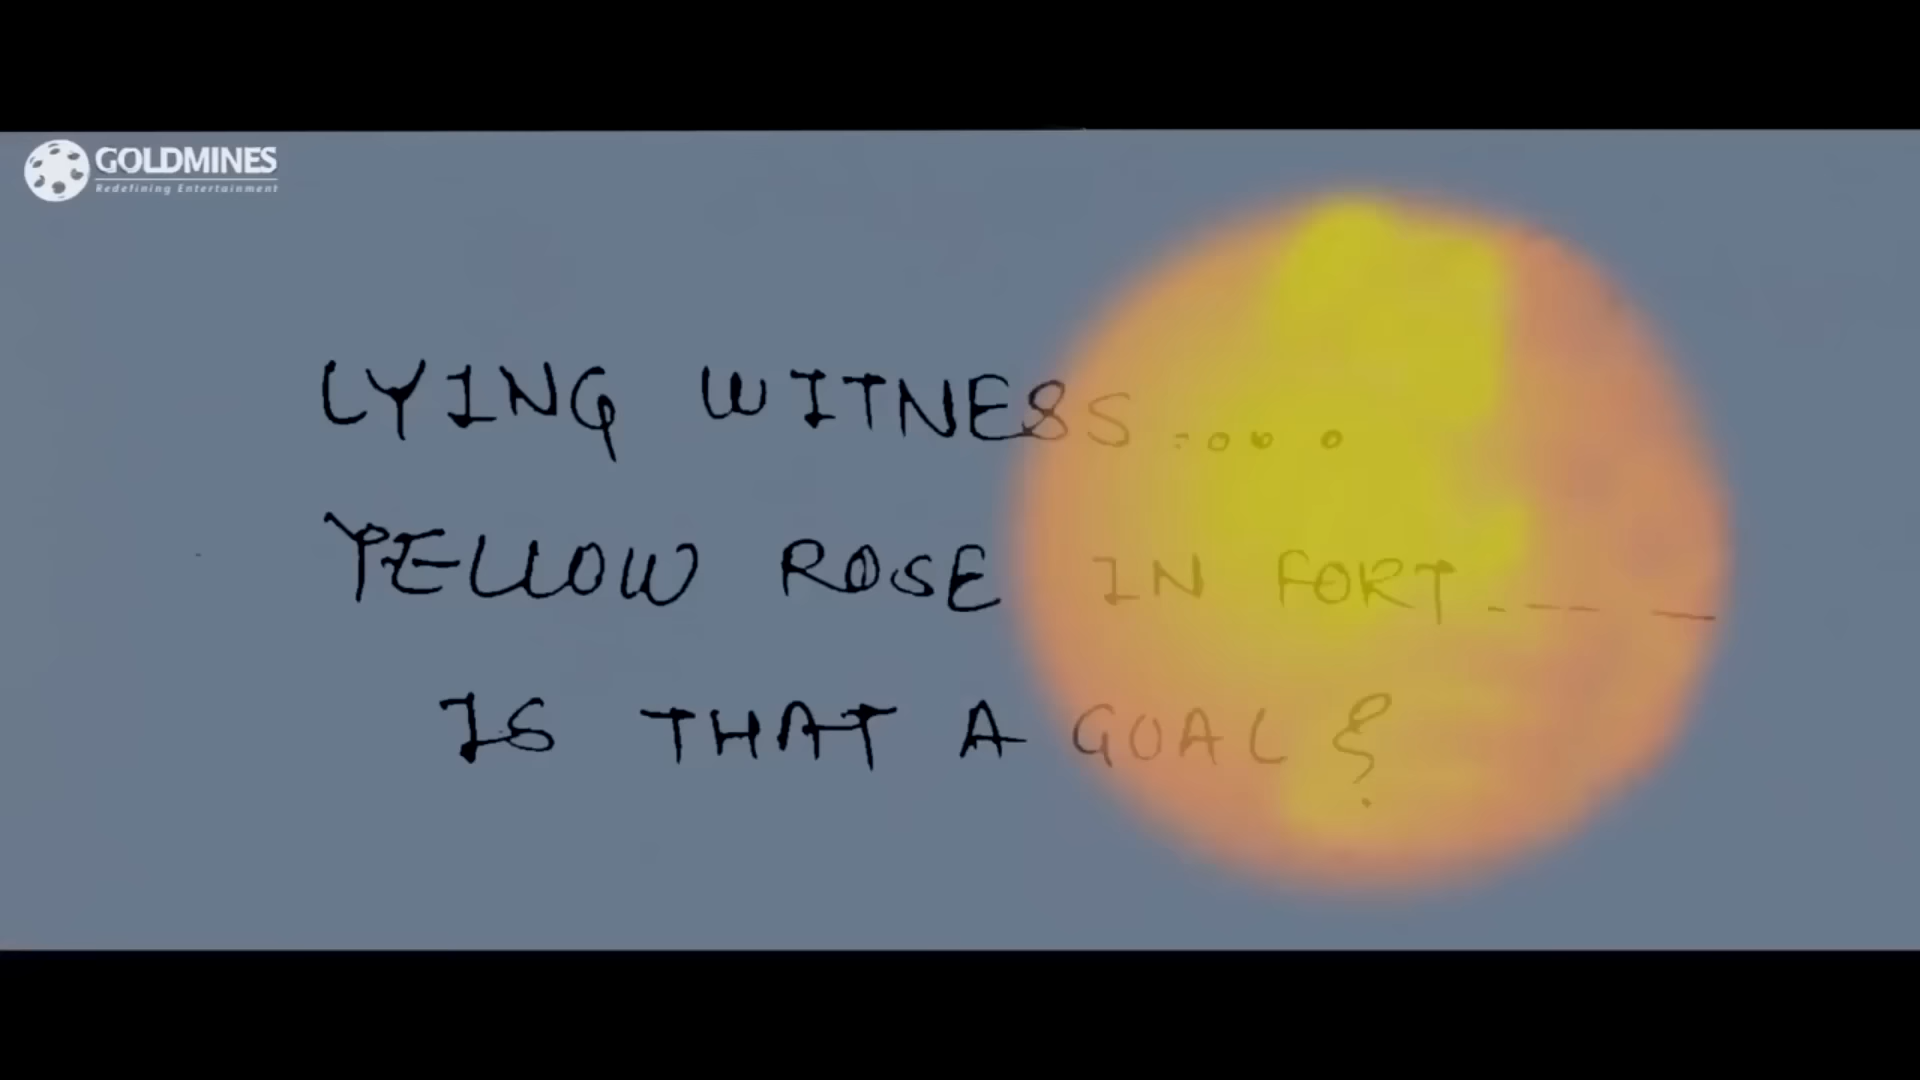 GOLDMINES
Redefining Entertainment
LYING WITNESS.....
YELLOW ROSE IN FORT.----
IS THAT A GOAL ?